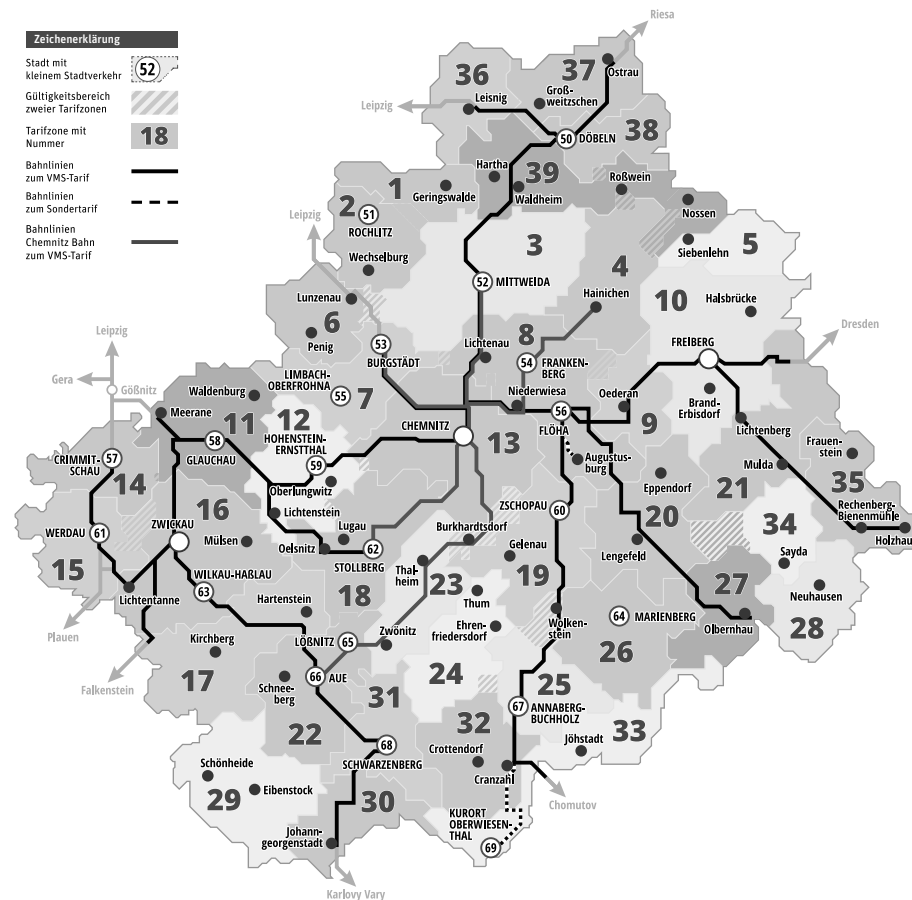 Zeichenerklärung
Stadt mit
kleinem Stadtverkehr
52
Gültigkeitsbereich
zweier Tarifzonen
Tarifzone mit
Nummer
18
Bahnlinien
zum VMS-Tarif
Bahnlinien
zum Sondertarif
Bahnlinien
Chemnitz Bahn
zum VMS-Tarif
Riesa
36
37
Ostrau
Leipzig
Leisnig
Groß-
weitzschen
38
50
DÖBELN
Hartha
39
Waldheim
Roßwein
1
Geringswalde
2
51
ROCHLITZ
Nossen
Leipzig
3
Siebenlehn
5
Wechselburg
4
52
MITTWEIDA
Lunzenau
Hainichen
10
Halsbrücke
6
Penig
53
BURGSTÄDT
Lichtenau
8
54
FRANKEN-
BERG
FREIBERG
Dresden
Leipzig
Gera
Gößnitz
Waldenburg
LIMBACH-
OBERFROHNA
55
7
Niederwiesa
Oederan
Brand-
Erbisdorf
Meerane
11
12
CHEMNITZ
56
FLÖHA
9
Lichtenberg
58
GLAUCHAU
HOHENSTEIN-
ERNSTTHAL
59
13
Augustus-
burg
Frauen-
stein
57
CRIMMIT-
SCHAU
14
Oberlungwitz
Mulda
35
Eppendorf
21
Rechenberg-
Bienenmühle
Holzhau
16
Lichtenstein
ZSCHOPAU
60
20
34
61
WERDAU
ZWICKAU
Mülsen
Lugau
Oelsnitz
62
STOLLBERG
Burkhardtsdorf
Gelenau
Lengefeld
Sayda
15
WILKAU-HAßLAU
63
Thal-
heim
23
19
27
Neuhausen
Lichtentanne
Hartenstein
18
Thum
Wolken-
stein
64
MARIENBERG
Olbernhau
28
Plauen
Kirchberg
LÖßNITZ
65
Zwönitz
Ehren-
friedersdorf
26
Falkenstein
17
66
AUE
24
Schnee-
berg
31
25
67
ANNABERG-
BUCHHOLZ
22
32
33
68
SCHWARZENBERG
Crottendorf
Jöhstadt
Schönheide
Cranzahl
29
Eibenstock
30
Chomutov
KURORT
OBERWIESEN-
THAL
69
Johann-
georgenstadt
Karlovy Vary